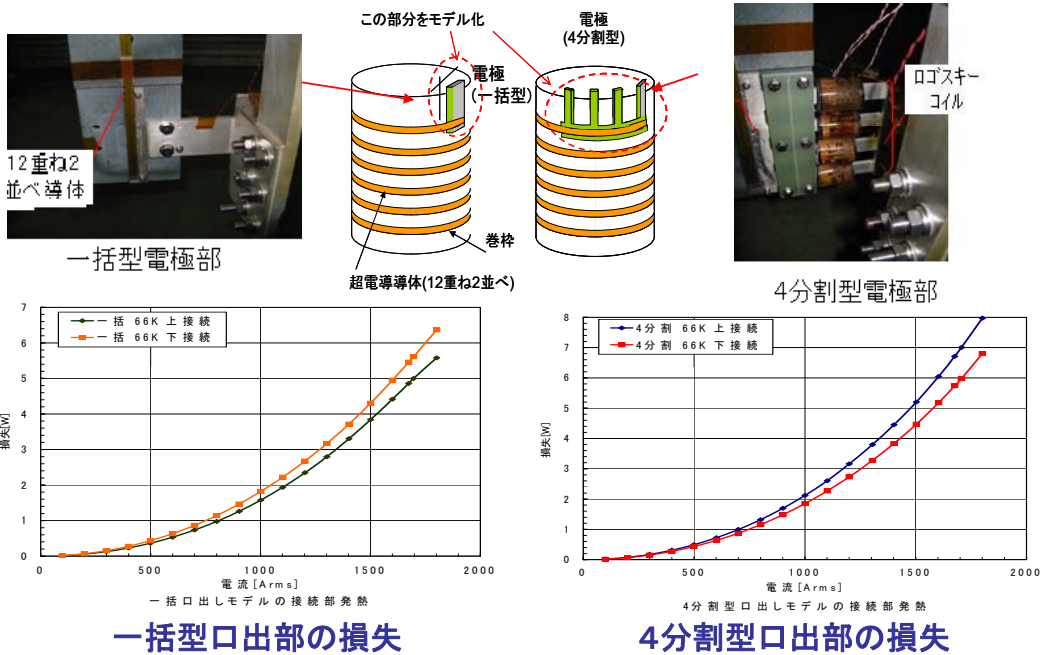 この部分をモデル化
電極
(4分割型)
電極
(一括型)
ロゴスキー
コイル
12重ね2
並べ導体
巻枠
一括型電極部
超電導導体(12重ね2並べ)
4分割型電極部
7
6
5
4
3
2
1
0
損失[W]
一括 66K 上接続
一括 66K 下接続
0
500
1000
1500
2000
電流[Arms]
一括口出しモデルの接続部発熱
一括型口出部の損失
8
7
6
5
4
3
2
1
0
損失[W]
4分割 66K 上接続
4分割 66K 下接続
0
500
1000
1500
2000
電流[Arms]
4分割型口出しモデルの接続部発熱
4分割型口出部の損失